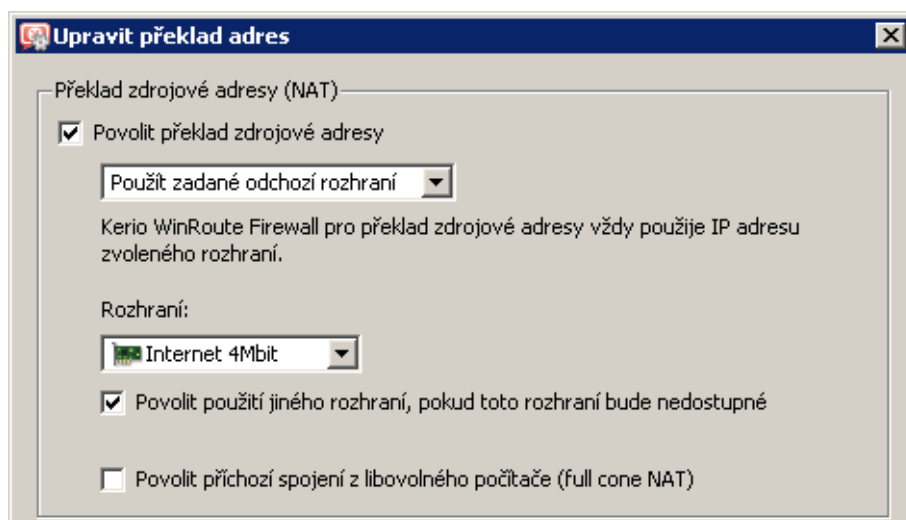 Upravit překlad adres
Překlad zdrojové adresy (NAT)
Povolit překlad zdrojové adresy
Použít zadané odchozí rozhraní
Kerio WinRoute Firewall pro překlad zdrojové adresy vždy použije IP adresu
zvoleného rozhraní.
Rozhraní:
Internet 4Mbit
Povolit použití jiného rozhraní, pokud toto rozhraní bude nedostupné
Povolit příchozí spojení z libovolného počítače (full cone NAT)